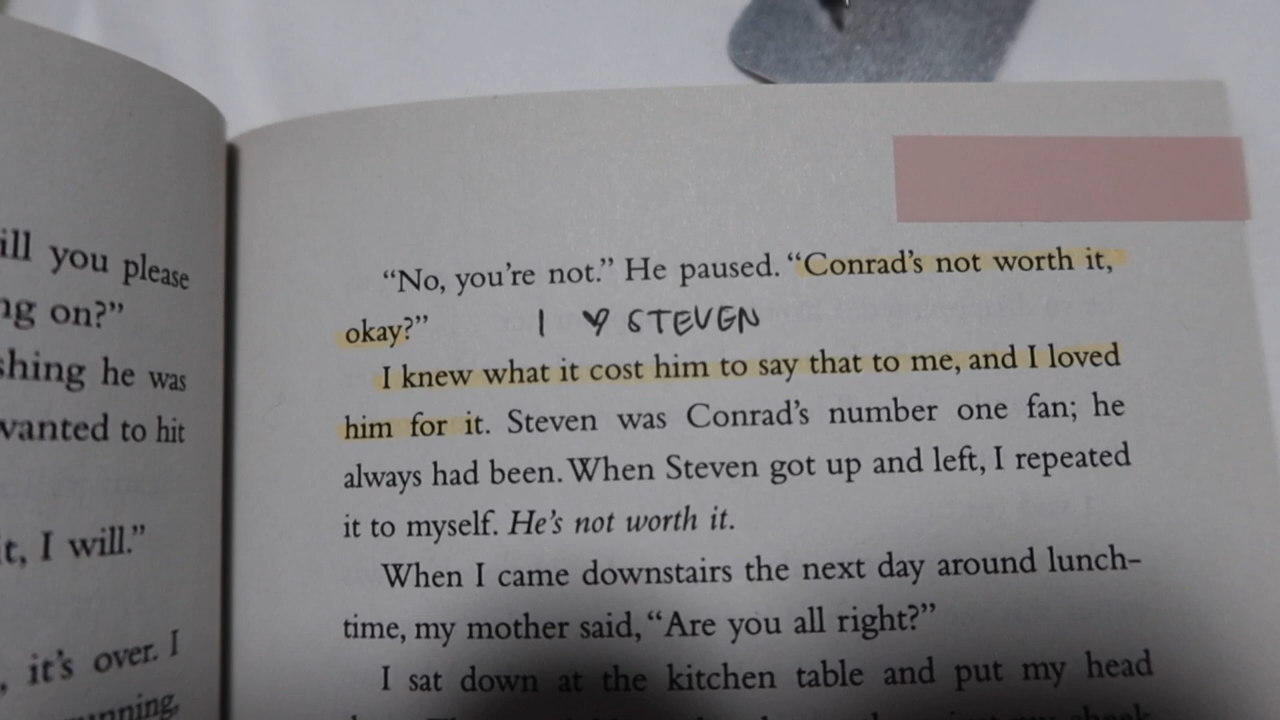 ill you please
ng on?”
shing he was
wanted to hit
t, I will.”
, it’s over. I
unning,
“No, you’re not.” He paused. “Conrad’s not worth it,
okay?” I ♥ STEVEN
I knew what it cost him to say that to me, and I loved
him for it. Steven was Conrad’s number one fan; he
always had been. When Steven got up and left, I repeated
it to myself. He’s not worth it.
When I came downstairs the next day around lunch-
time, my mother said, “Are you all right?”
I sat down at the kitchen table and put my head